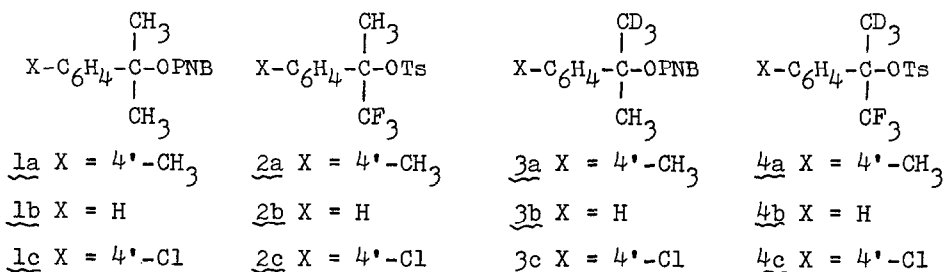 CH3 CH3 CD3 CD3
X-C6H4-C-OPNB X-C6H4-C-OTs X-C6H4-C-OPNB X-C6H4-C-OTs
CH3 CF3 CH3 CF3
1a X = 4'-CH3 2a X = 4'-CH3 3a X = 4'-CH3 4a X = 4'-CH3
1b X = H 2b X = H 3b X = H 4b X = H
1c X = 4'-Cl 2c X = 4'-Cl 3c X = 4'-Cl 4c X = 4'-Cl